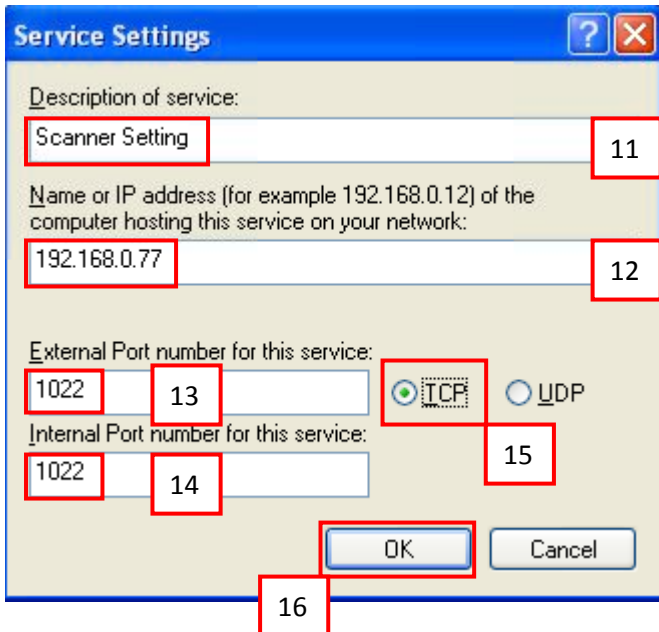 Service Settings
Description of service:
Scanner Setting
11
Name or IP address (for example 192.168.0.12) of the
computer hosting this service on your network:
192.168.0.77
12
External Port number for this service:
1022
13
TCP
UDP
Internal Port number for this service:
15
1022
14
OK
Cancel
16